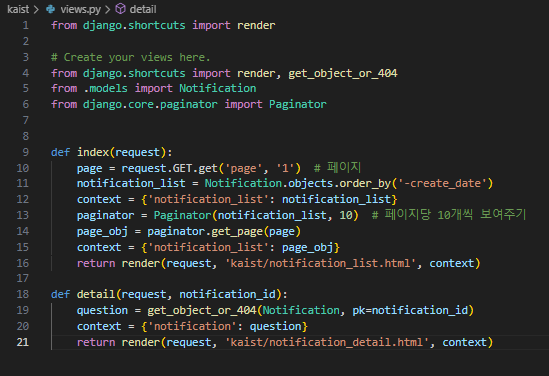 kaist > views.py > detail
1 from django.shortcuts import render
2
3 # Create your views here.
4 from django.shortcuts import render, get_object_or_404
5 from .models import Notification
6 from django.core.paginator import Paginator
7
8
9 def index(request):
10     page = request.GET.get('page', '1')  # 페이지
11     notification_list = Notification.objects.order_by('-create_date')
12     context = {'notification_list': notification_list}
13     paginator = Paginator(notification_list, 10)  # 페이지당 10개씩 보여주기
14     page_obj = paginator.get_page(page)
15     context = {'notification_list': page_obj}
16     return render(request, 'kaist/notification_list.html', context)
17
18 def detail(request, notification_id):
19     question = get_object_or_404(Notification, pk=notification_id)
20     context = {'notification': question}
21     return render(request, 'kaist/notification_detail.html', context)